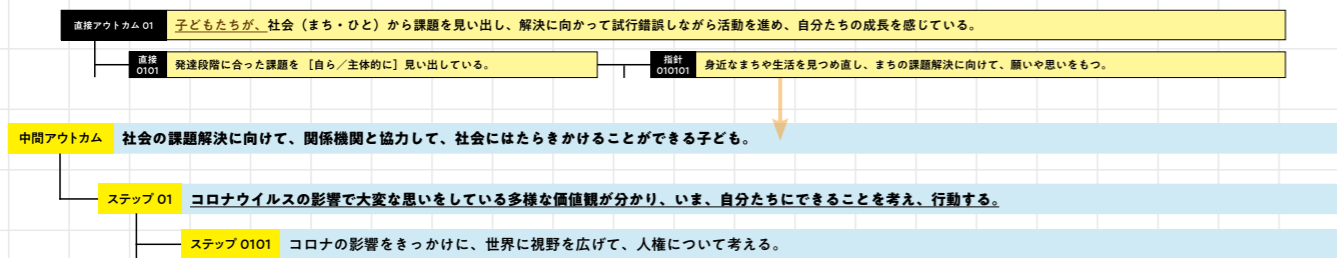 直接アウトカム 01 子どもたちが、社会（まち・ひと）から課題を見い出し、解決に向かって試行錯誤しながら活動を進め、自分たちの成長を感じている。
直接 0101 発達段階に合った課題を［自ら／主体的に］見い出している。
指針 010101 身近なまちや生活を見つめ直し、まちの課題解決に向けて、願いや思いをもつ。
中間アウトカム 社会の課題解決に向けて、関係機関と協力して、社会にはたらきかけることができる子ども。
ステップ 01 コロナウイルスの影響で大変な思いをしている多様な価値観が分かり、いま、自分たちにできることを考え、行動する。
ステップ 0101 コロナの影響をきっかけに、世界に視野を広げて、人権について考える。